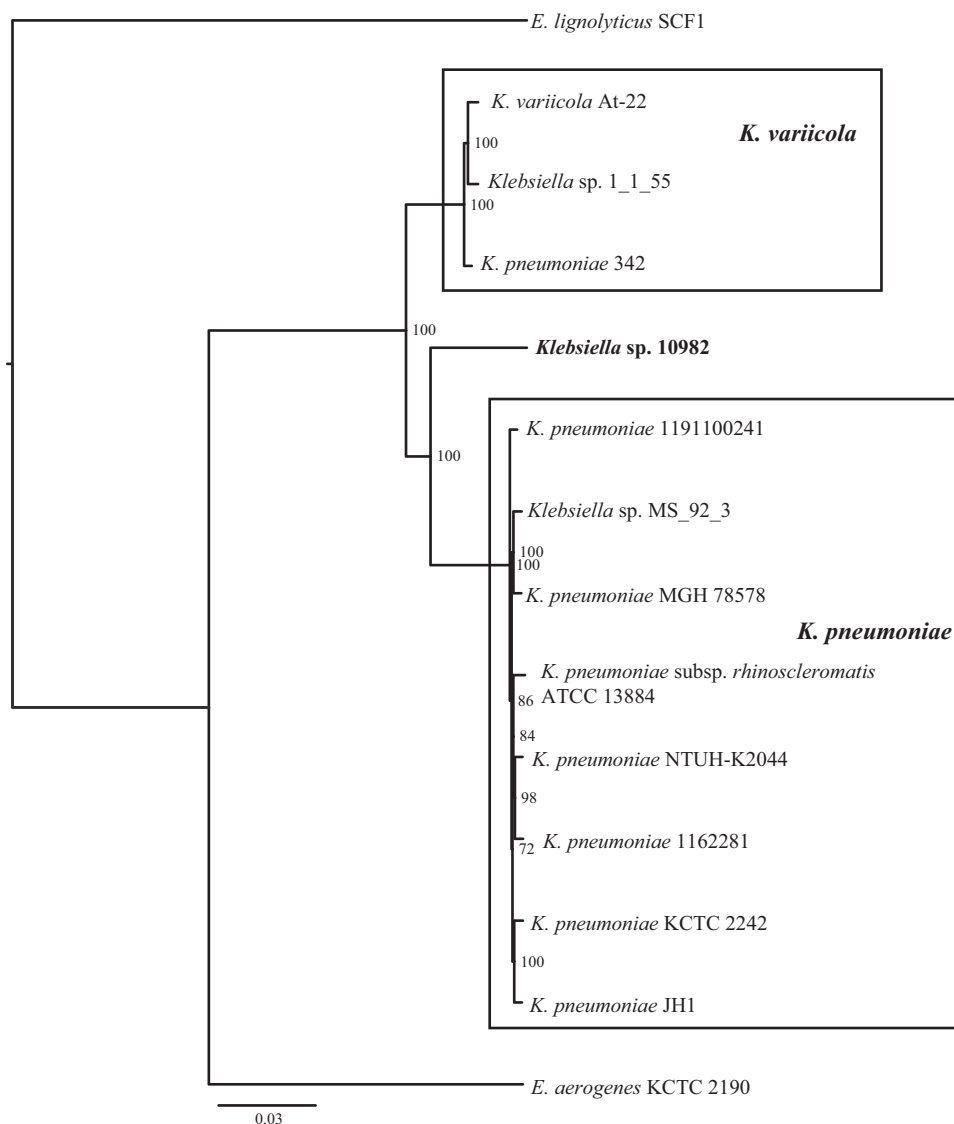 E. lignolyticus SCF1
K. variicola At-22
K. variicola
100
Klebsiella sp. 1_1_55
100
K. pneumoniae 342
100
Klebsiella sp. 10982
K. pneumoniae 1191100241
100
Klebsiella sp. MS_92_3
100
100
K. pneumoniae MGH 78578
K. pneumoniae
K. pneumoniae subsp. rhinoscleromatis
86 ATCC 13884
84
K. pneumoniae NTUH-K2044
98
K. pneumoniae 1162281
72
K. pneumoniae KCTC 2242
100
K. pneumoniae JH1
E. aerogenes KCTC 2190
0.03